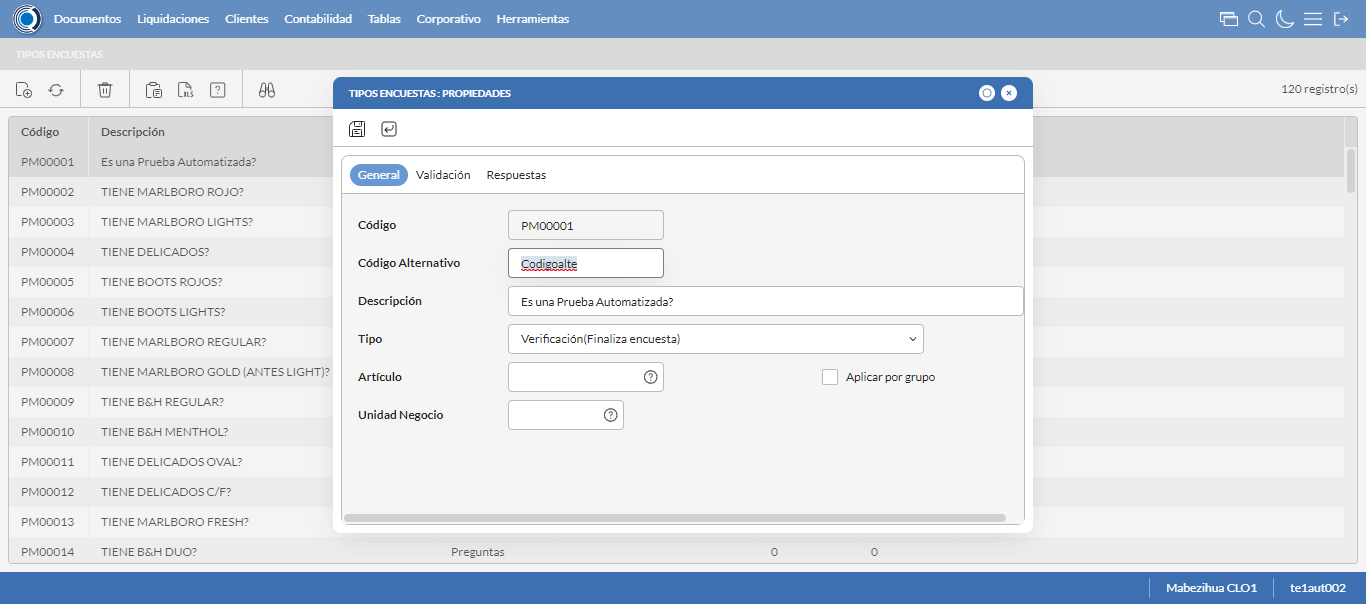 Documentos Liquidaciones Clientes Contabilidad Tablas Corporativo Herramientas
TIPOS ENCUESTAS
XLS ?
120 registro(s)
TIPOS ENCUESTAS : PROPIEDADES
General Validación Respuestas
Código PM00001
Código Alternativo Codigoalte
Descripción Es una Prueba Automatizada?
Tipo Verificación(Finaliza encuesta)
Artículo ? Aplicar por grupo
Unidad Negocio ?
Código Descripción
PM00001 Es una Prueba Automatizada?
PM00002 TIENE MARLBORO ROJO?
PM00003 TIENE MARLBORO LIGHTS?
PM00004 TIENE DELICADOS?
PM00005 TIENE BOOTS ROJOS?
PM00006 TIENE BOOTS LIGHTS?
PM00007 TIENE MARLBORO REGULAR?
PM00008 TIENE MARLBORO GOLD (ANTES LIGHT)?
PM00009 TIENE B&H REGULAR?
PM00010 TIENE B&H MENTHOL?
PM00011 TIENE DELICADOS OVAL?
PM00012 TIENE DELICADOS C/F?
PM00013 TIENE MARLBORO FRESH?
PM00014 TIENE B&H DUO? Preguntas 0 0
Mabezihua CLO1 te1aut002